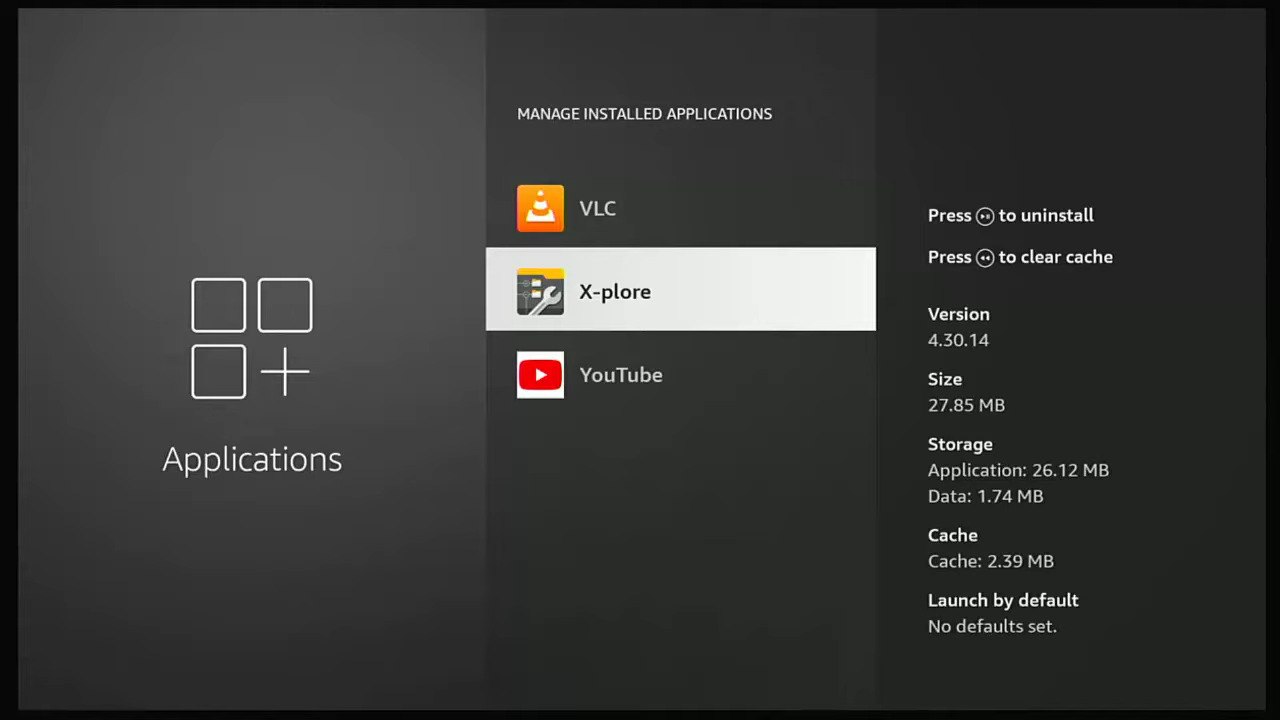 MANAGE INSTALLED APPLICATIONS
VLC
X-plore
YouTube
Applications
Press to uninstall
Press to clear cache
Version
4.30.14
Size
27.85 MB
Storage
Application: 26.12 MB
Data: 1.74 MB
Cache
Cache: 2.39 MB
Launch by default
No defaults set.